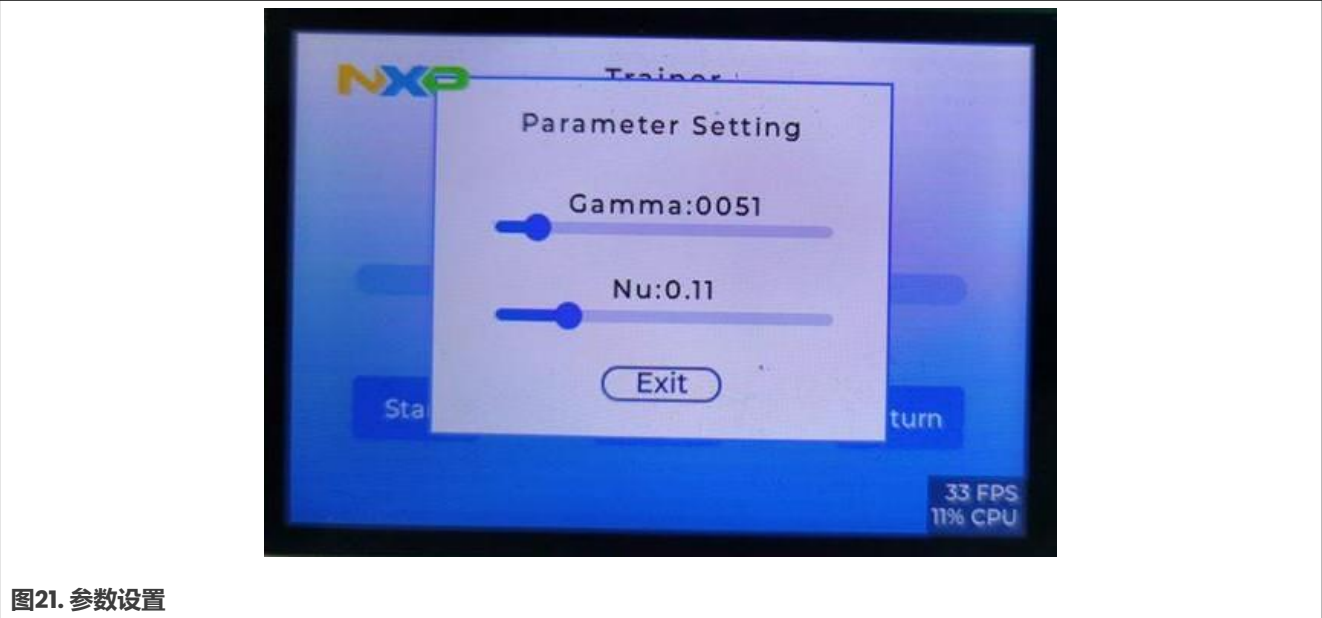 NXP
Parameter Setting
Gamma:0051
Nu:0.11
Exit
33 FPS
11% CPU
图21. 参数设置